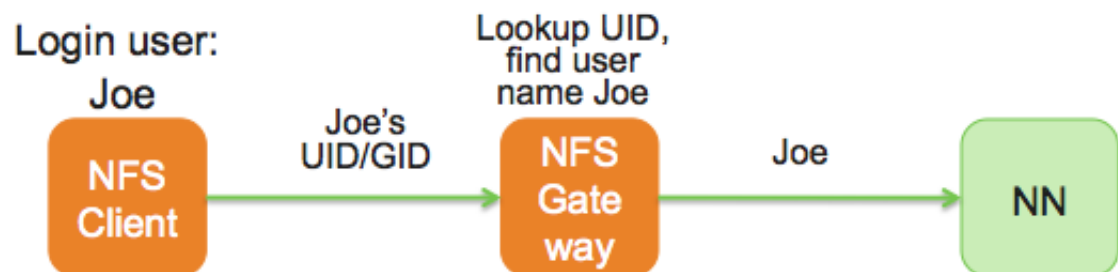 Login user:
Joe
NFS
Client
Joe's
UID/GID
Lookup UID,
find user
name Joe
NFS
Gate
way
Joe
NN